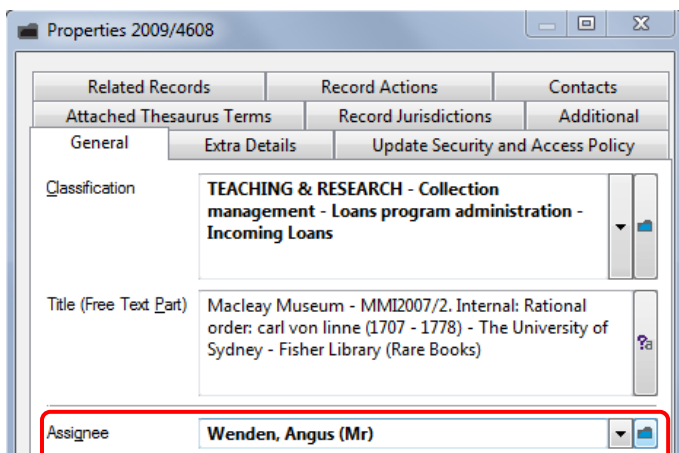 Properties 2009/4608
Related Records Record Actions Contacts
Attached Thesaurus Terms Record Jurisdictions Additional
General Extra Details Update Security and Access Policy
Classification
TEACHING & RESEARCH - Collection
management - Loans program administration -
Incoming Loans
Title (Free Text Part)
Macleay Museum - MMI2007/2. Internal: Rational
order: carl von linne (1707 - 1778) - The University of
Sydney - Fisher Library (Rare Books)
?a
Assignee
Wenden, Angus (Mr)